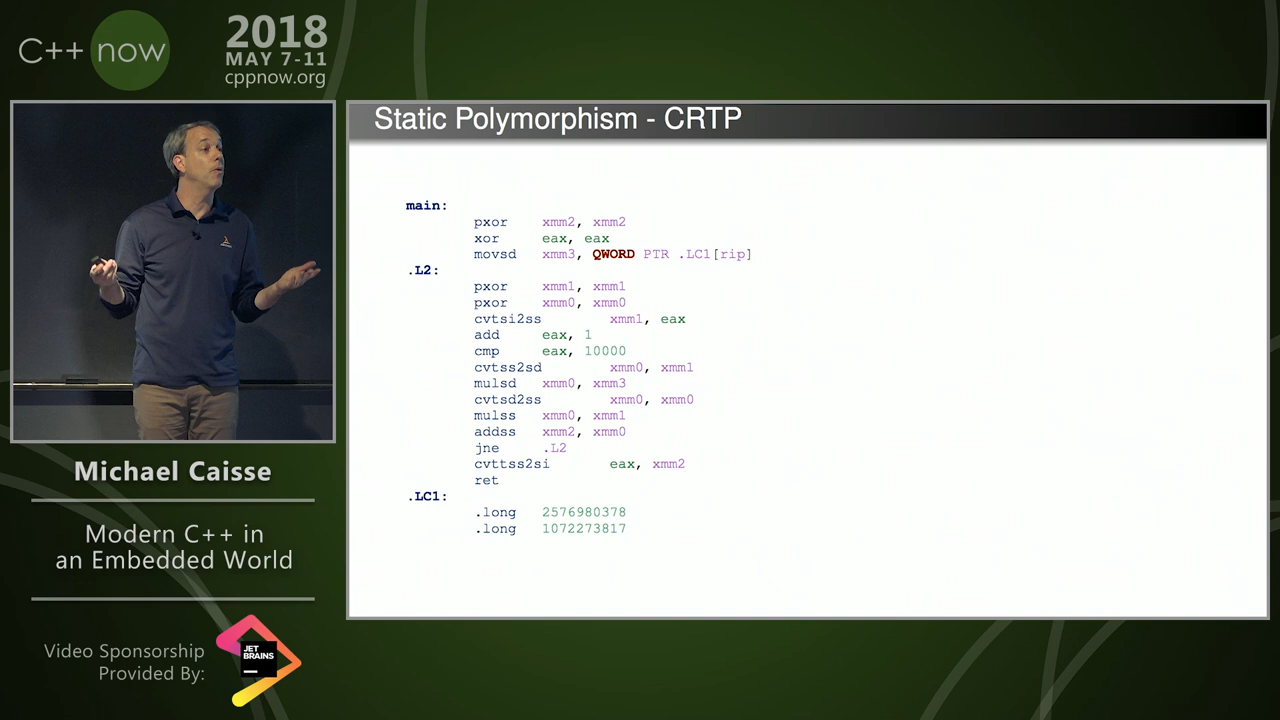 C++ now
2018
MAY 7-11
cppnow.org
Static Polymorphism - CRTP
main:
pxor xmm2, xmm2
xor eax, eax
movsd xmm3, QWORD PTR .LC1[rip]
.L2:
pxor xmm1, xmm1
pxor xmm0, xmm0
cvtsi2ss xmm1, eax
add eax, 1
cmp eax, 10000
cvtss2sd xmm0, xmm1
mulsd xmm0, xmm3
cvtsd2ss xmm0, xmm0
mulss xmm0, xmm1
addss xmm2, xmm0
jne .L2
cvttss2si eax, xmm2
ret
.LC1:
.long 2576980378
.long 1072273817
Michael Caisse
Modern C++ in
an Embedded World
Video Sponsorship
Provided By:
JET
BRAINS